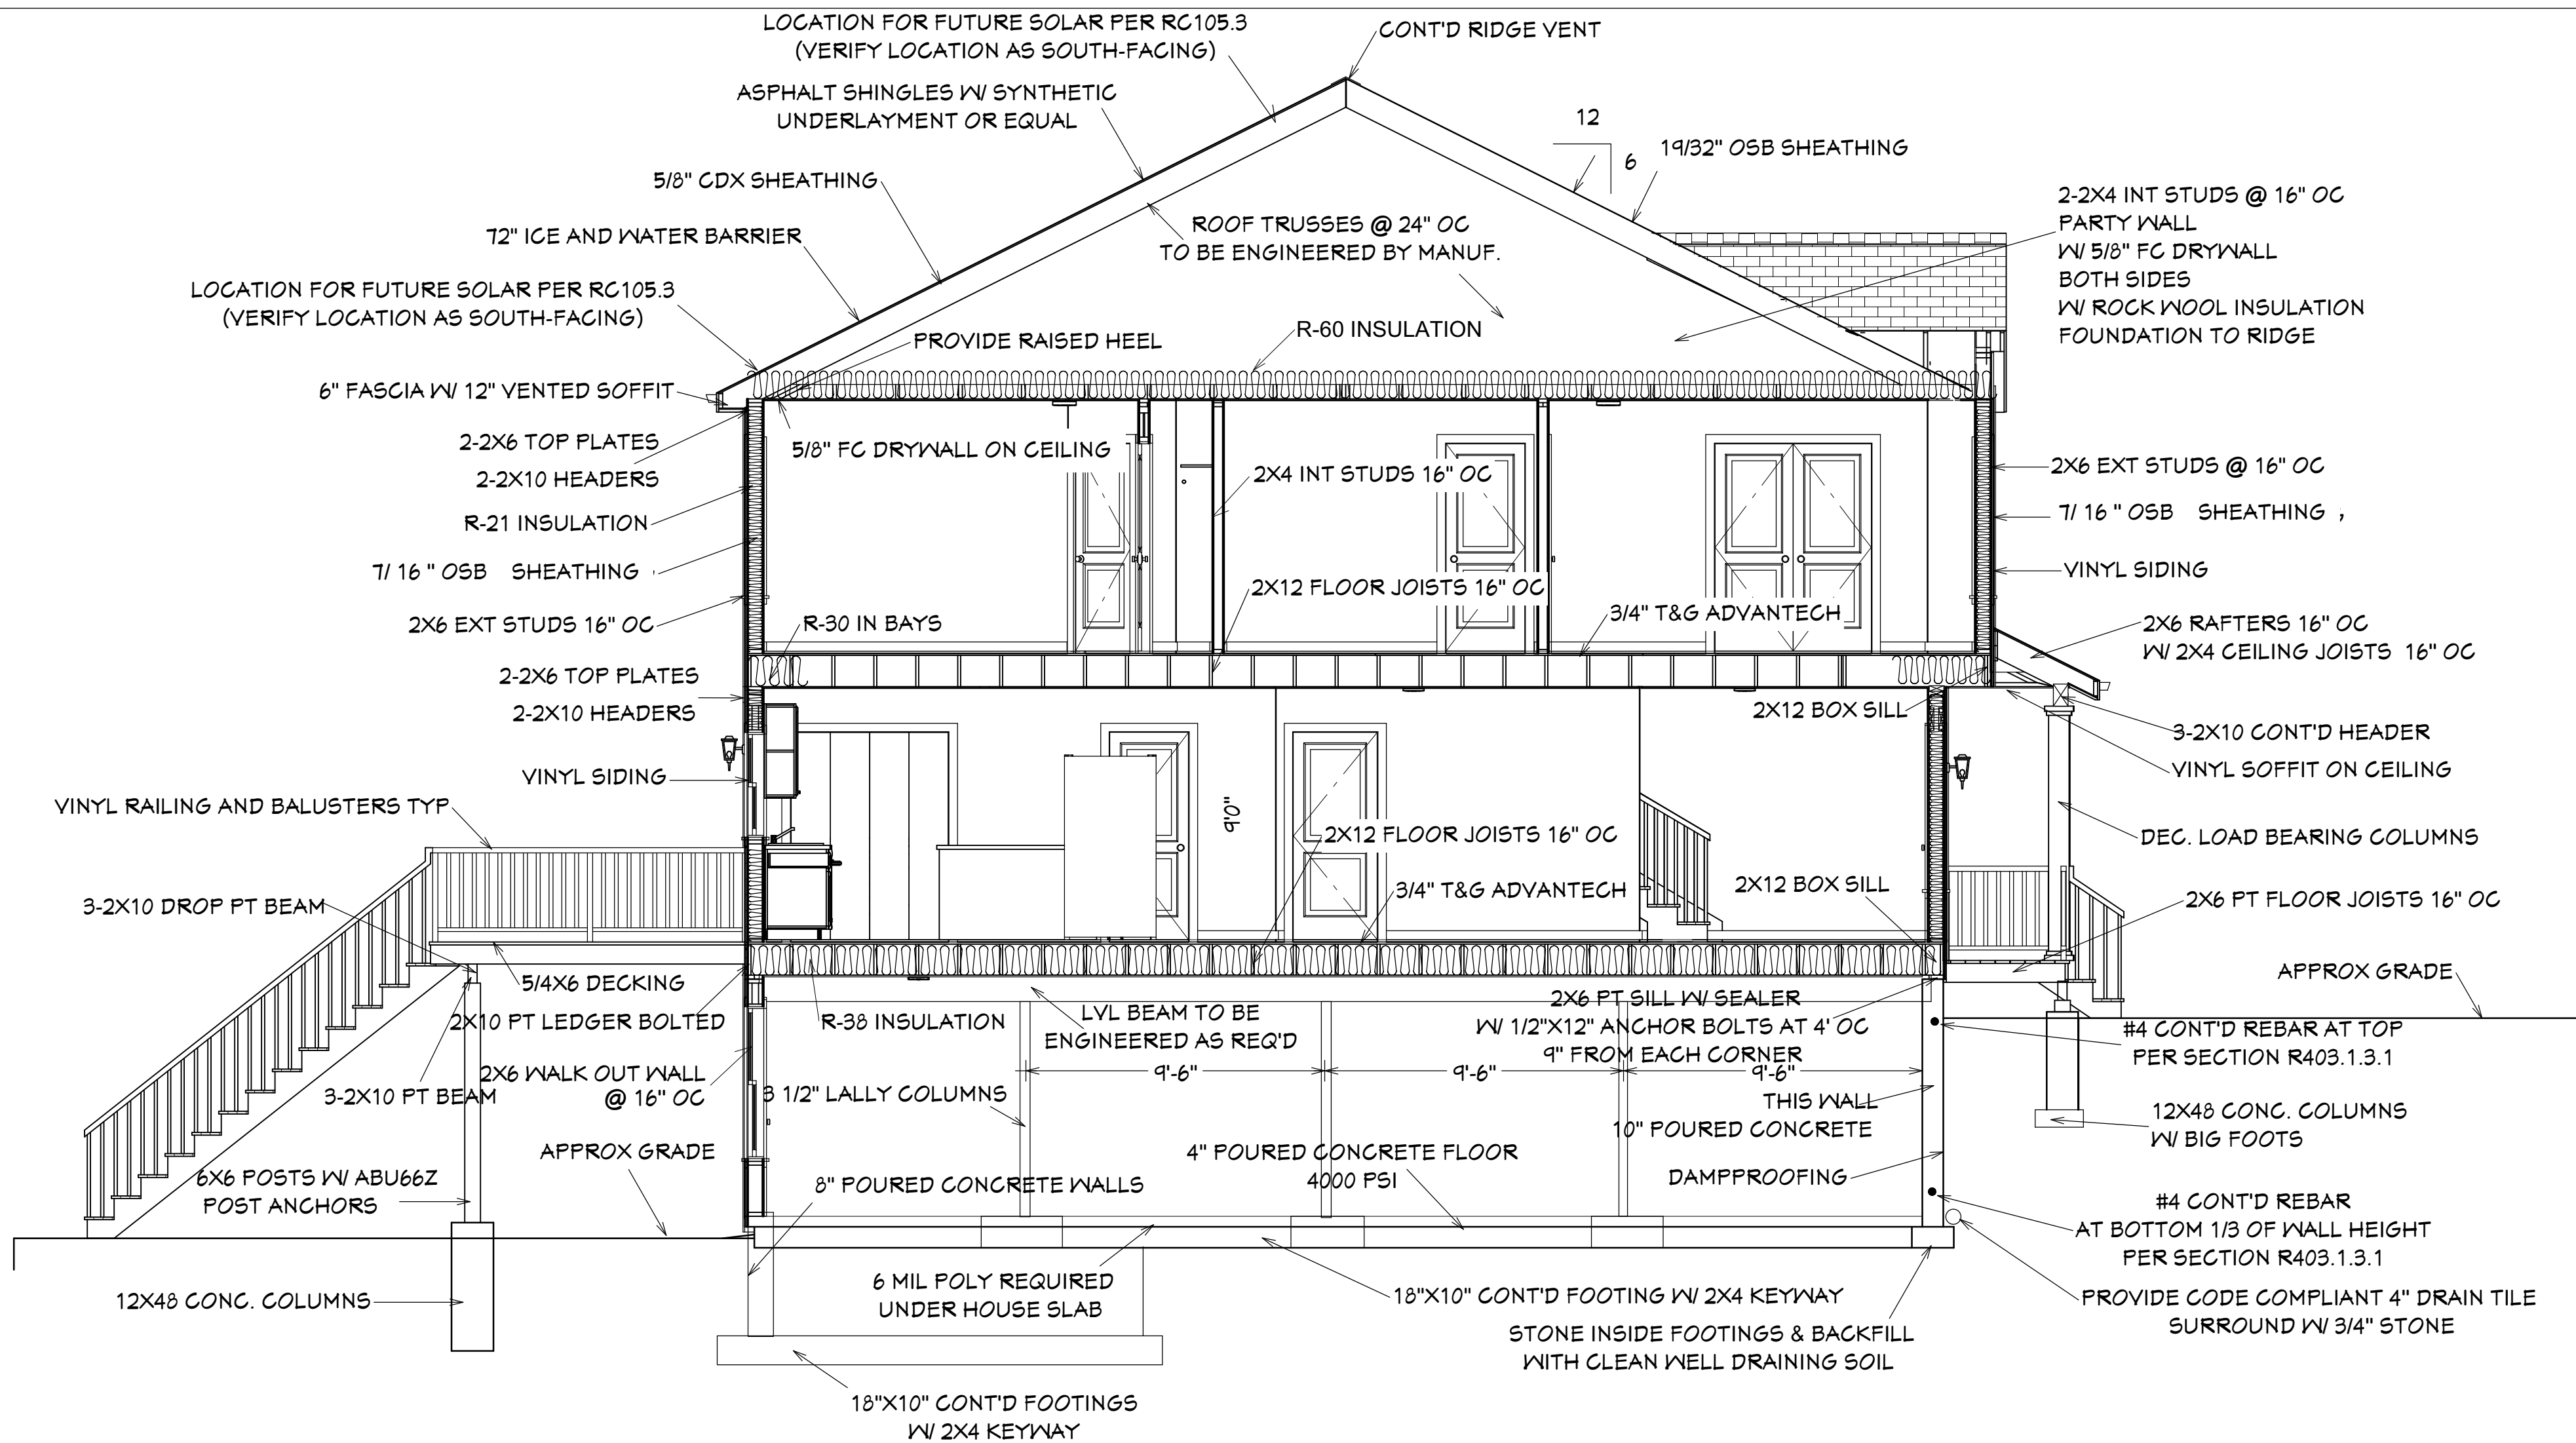 LOCATION FOR FUTURE SOLAR PER RC105.3
(VERIFY LOCATION AS SOUTH-FACING)
CONT'D RIDGE VENT
ASPHALT SHINGLES W/ SYNTHETIC
UNDERLAYMENT OR EQUAL
12
6
19/32" OSB SHEATHING
5/8" CDX SHEATHING
2-2X4 INT STUDS @ 16" OC
PARTY WALL
W/ 5/8" FC DRYWALL
BOTH SIDES
W/ ROCK WOOL INSULATION
FOUNDATION TO RIDGE
72" ICE AND WATER BARRIER
ROOF TRUSSES @ 24" OC
TO BE ENGINEERED BY MANUF.
LOCATION FOR FUTURE SOLAR PER RC105.3
(VERIFY LOCATION AS SOUTH-FACING)
PROVIDE RAISED HEEL
R-60 INSULATION
6" FASCIA W/ 12" VENTED SOFFIT
2-2X6 TOP PLATES
2-2X10 HEADERS
5/8" FC DRYWALL ON CEILING
2X4 INT STUDS 16" OC
2X6 EXT STUDS @ 16" OC
R-21 INSULATION
7/ 16 " OSB SHEATHING ,
7/ 16 " OSB SHEATHING ,
VINYL SIDING
2X12 FLOOR JOISTS 16" OC
3/4" T&G ADVANTECH
2X6 EXT STUDS 16" OC
R-30 IN BAYS
2X6 RAFTERS 16" OC
W/ 2X4 CEILING JOISTS 16" OC
2-2X6 TOP PLATES
2-2X10 HEADERS
2X12 BOX SILL
3-2X10 CONT'D HEADER
VINYL SIDING
VINYL SOFFIT ON CEILING
VINYL RAILING AND BALUSTERS TYP
9'0"
2X12 FLOOR JOISTS 16" OC
DEC. LOAD BEARING COLUMNS
3-2X10 DROP PT BEAM
3/4" T&G ADVANTECH
2X12 BOX SILL
2X6 PT FLOOR JOISTS 16" OC
5/4X6 DECKING
APPROX GRADE
2X10 PT LEDGER BOLTED
R-38 INSULATION
LVL BEAM TO BE
ENGINEERED AS REQ'D
2X6 PT SILL W/ SEALER
W/ 1/2"X12" ANCHOR BOLTS AT 4' OC
9" FROM EACH CORNER
#4 CONT'D REBAR AT TOP
PER SECTION R403.1.3.1
9'-6"
9'-6"
9'-6"
2X6 WALK OUT WALL
@ 16" OC
3-2X10 PT BEAM
3 1/2" LALLY COLUMNS
THIS WALL
10" POURED CONCRETE
12X48 CONC. COLUMNS
W/ BIG FOOTS
APPROX GRADE
4" POURED CONCRETE FLOOR
4000 PSI
DAMPPROOFING
6X6 POSTS W/ ABU66Z
POST ANCHORS
8" POURED CONCRETE WALLS
#4 CONT'D REBAR
AT BOTTOM 1/3 OF WALL HEIGHT
PER SECTION R403.1.3.1
6 MIL POLY REQUIRED
UNDER HOUSE SLAB
12X48 CONC. COLUMNS
18"X10" CONT'D FOOTING W/ 2X4 KEYWAY
PROVIDE CODE COMPLIANT 4" DRAIN TILE
SURROUND W/ 3/4" STONE
STONE INSIDE FOOTINGS & BACKFILL
WITH CLEAN WELL DRAINING SOIL
18"X10" CONT'D FOOTINGS
W/ 2X4 KEYWAY